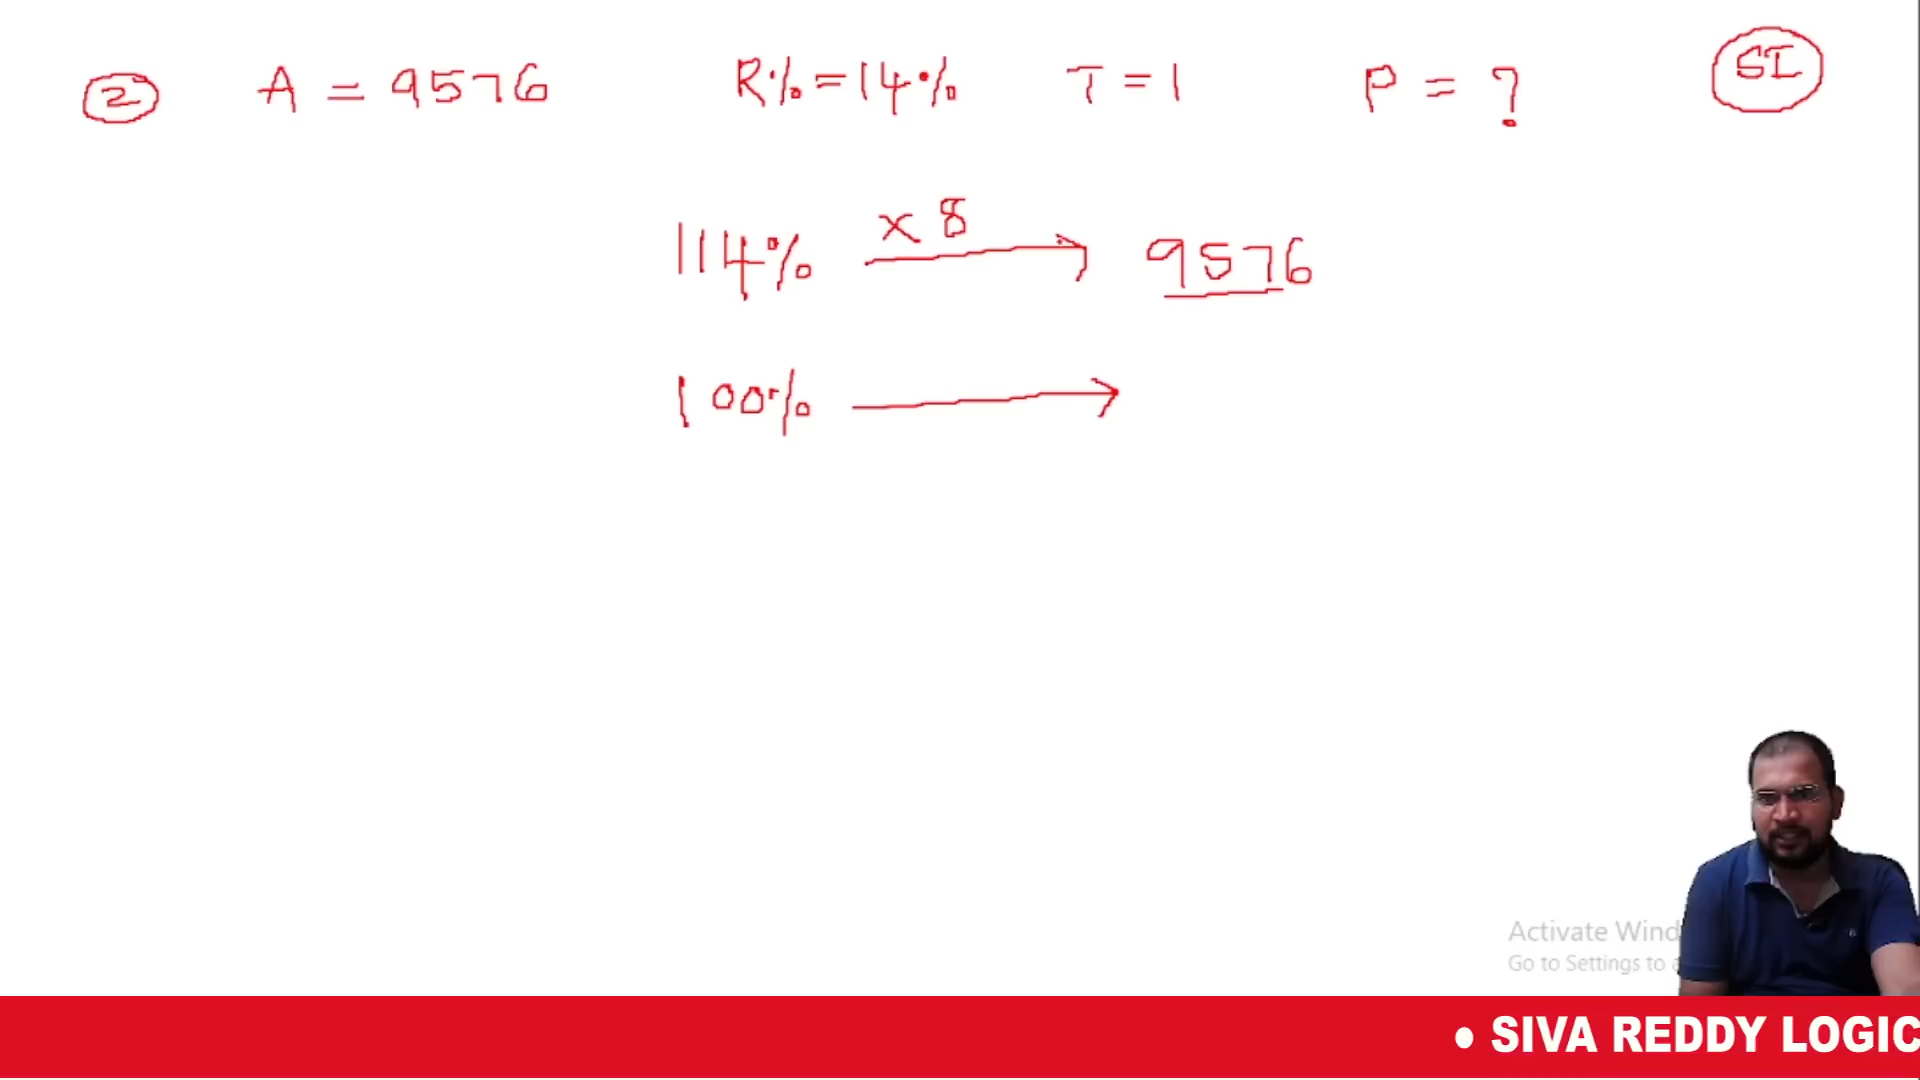 2 A = 9576 R% = 14% T = 1 P = ? SI
114% x 8 → 9576
100% →
Activate Wind
Go to Settings to
• SIVA REDDY LOGIC